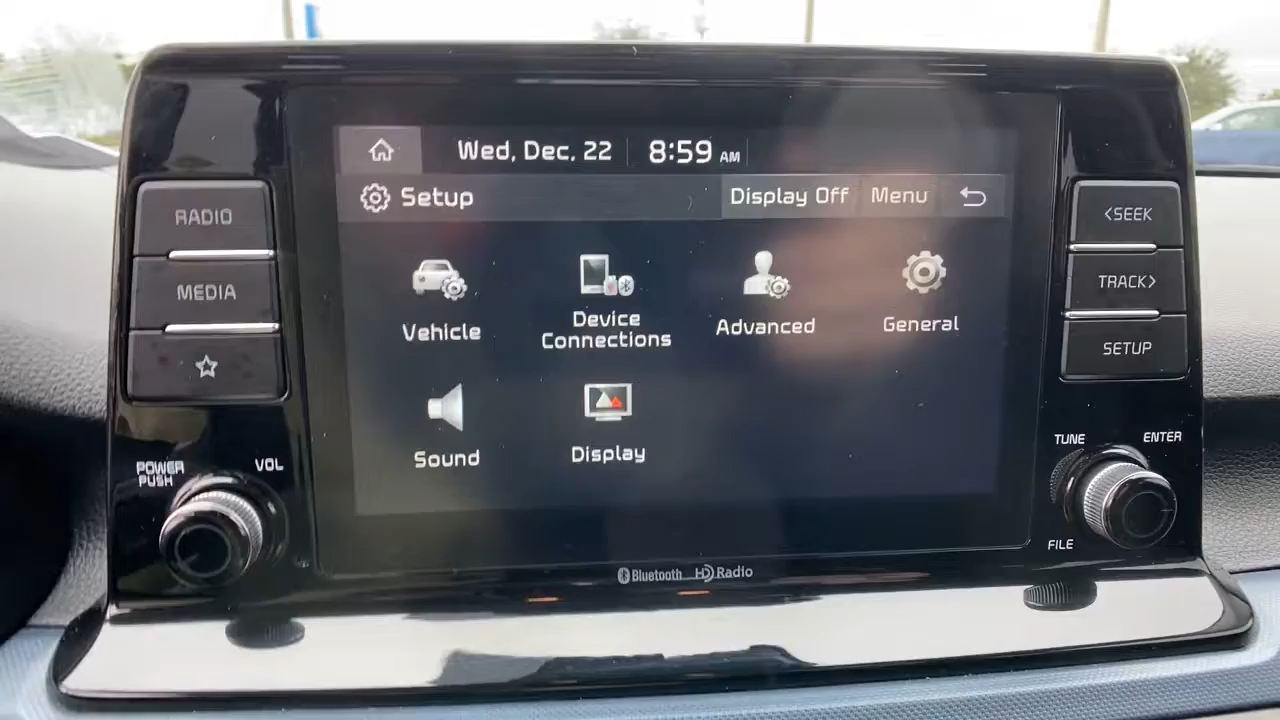 Wed, Dec. 22 8:59 AM
Setup Display Off Menu
Vehicle
Device
Connections
Advanced
General
Sound
Display
RADIO
MEDIA
POWER
PUSH
VOL
<SEEK
TRACK>
SETUP
TUNE
ENTER
FILE
Bluetooth HD Radio